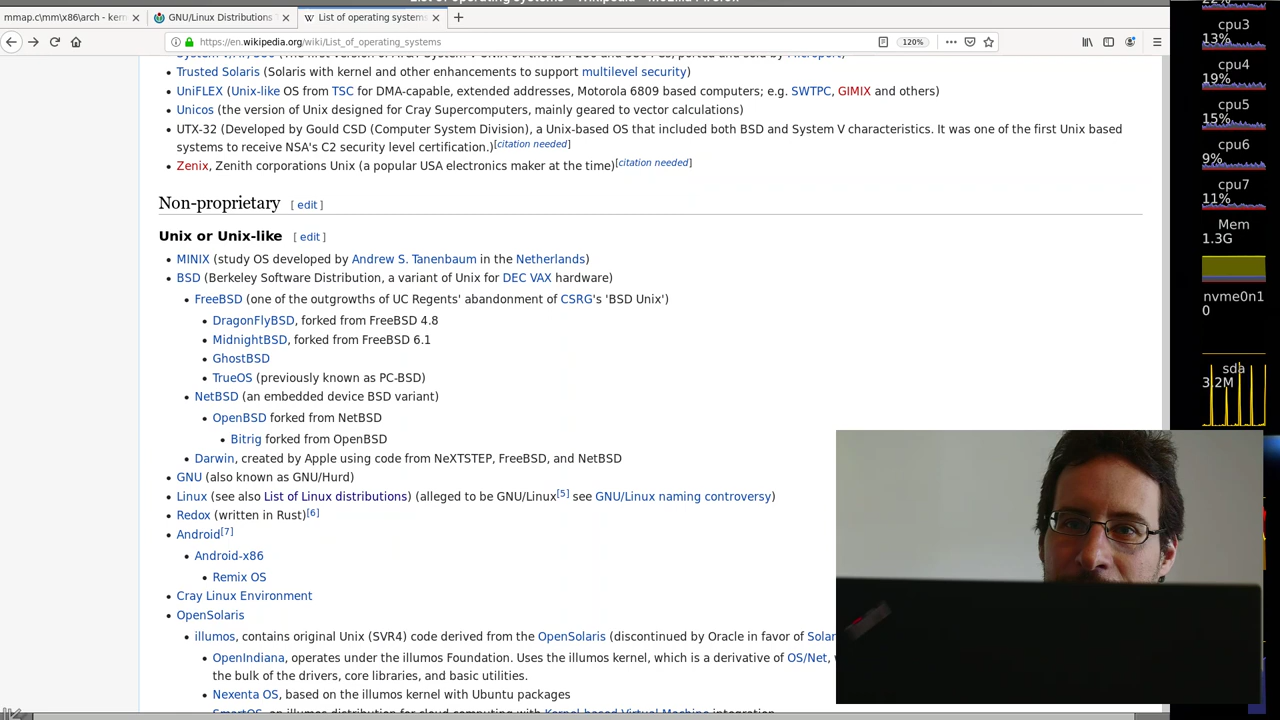 mmap.c\mm\x86\arch - kern
GNU/Linux Distributions
List of operating systems
https://en.wikipedia.org/wiki/List_of_operating_systems
120%
22%
cpu3
13%
cpu4
19%
cpu5
15%
cpu6
9%
cpu7
11%
Mem
1.3G
nvme0n1
0
sda
3.2M
Trusted Solaris (Solaris with kernel and other enhancements to support multilevel security)
UniFLEX (Unix-like OS from TSC for DMA-capable, extended addresses, Motorola 6809 based computers; e.g. SWTPC, GIMIX and others)
Unicos (the version of Unix designed for Cray Supercomputers, mainly geared to vector calculations)
UTX-32 (Developed by Gould CSD (Computer System Division), a Unix-based OS that included both BSD and System V characteristics. It was one of the first Unix based
systems to receive NSA's C2 security level certification.)[citation needed]
Zenix, Zenith corporations Unix (a popular USA electronics maker at the time)[citation needed]
Non-proprietary [ edit ]
Unix or Unix-like [ edit ]
MINIX (study OS developed by Andrew S. Tanenbaum in the Netherlands)
BSD (Berkeley Software Distribution, a variant of Unix for DEC VAX hardware)
FreeBSD (one of the outgrowths of UC Regents' abandonment of CSRG's 'BSD Unix')
DragonFlyBSD, forked from FreeBSD 4.8
MidnightBSD, forked from FreeBSD 6.1
GhostBSD
TrueOS (previously known as PC-BSD)
NetBSD (an embedded device BSD variant)
OpenBSD forked from NetBSD
Bitrig forked from OpenBSD
Darwin, created by Apple using code from NeXTSTEP, FreeBSD, and NetBSD
GNU (also known as GNU/Hurd)
Linux (see also List of Linux distributions) (alleged to be GNU/Linux[5] see GNU/Linux naming controversy)
Redox (written in Rust)[6]
Android[7]
Android-x86
Remix OS
Cray Linux Environment
OpenSolaris
illumos, contains original Unix (SVR4) code derived from the OpenSolaris (discontinued by Oracle in favor of Solar
OpenIndiana, operates under the illumos Foundation. Uses the illumos kernel, which is a derivative of OS/Net,
the bulk of the drivers, core libraries, and basic utilities.
Nexenta OS, based on the illumos kernel with Ubuntu packages
SmartOS, an illumos distribution for cloud computing with Kernel-based Virtual Machine integration